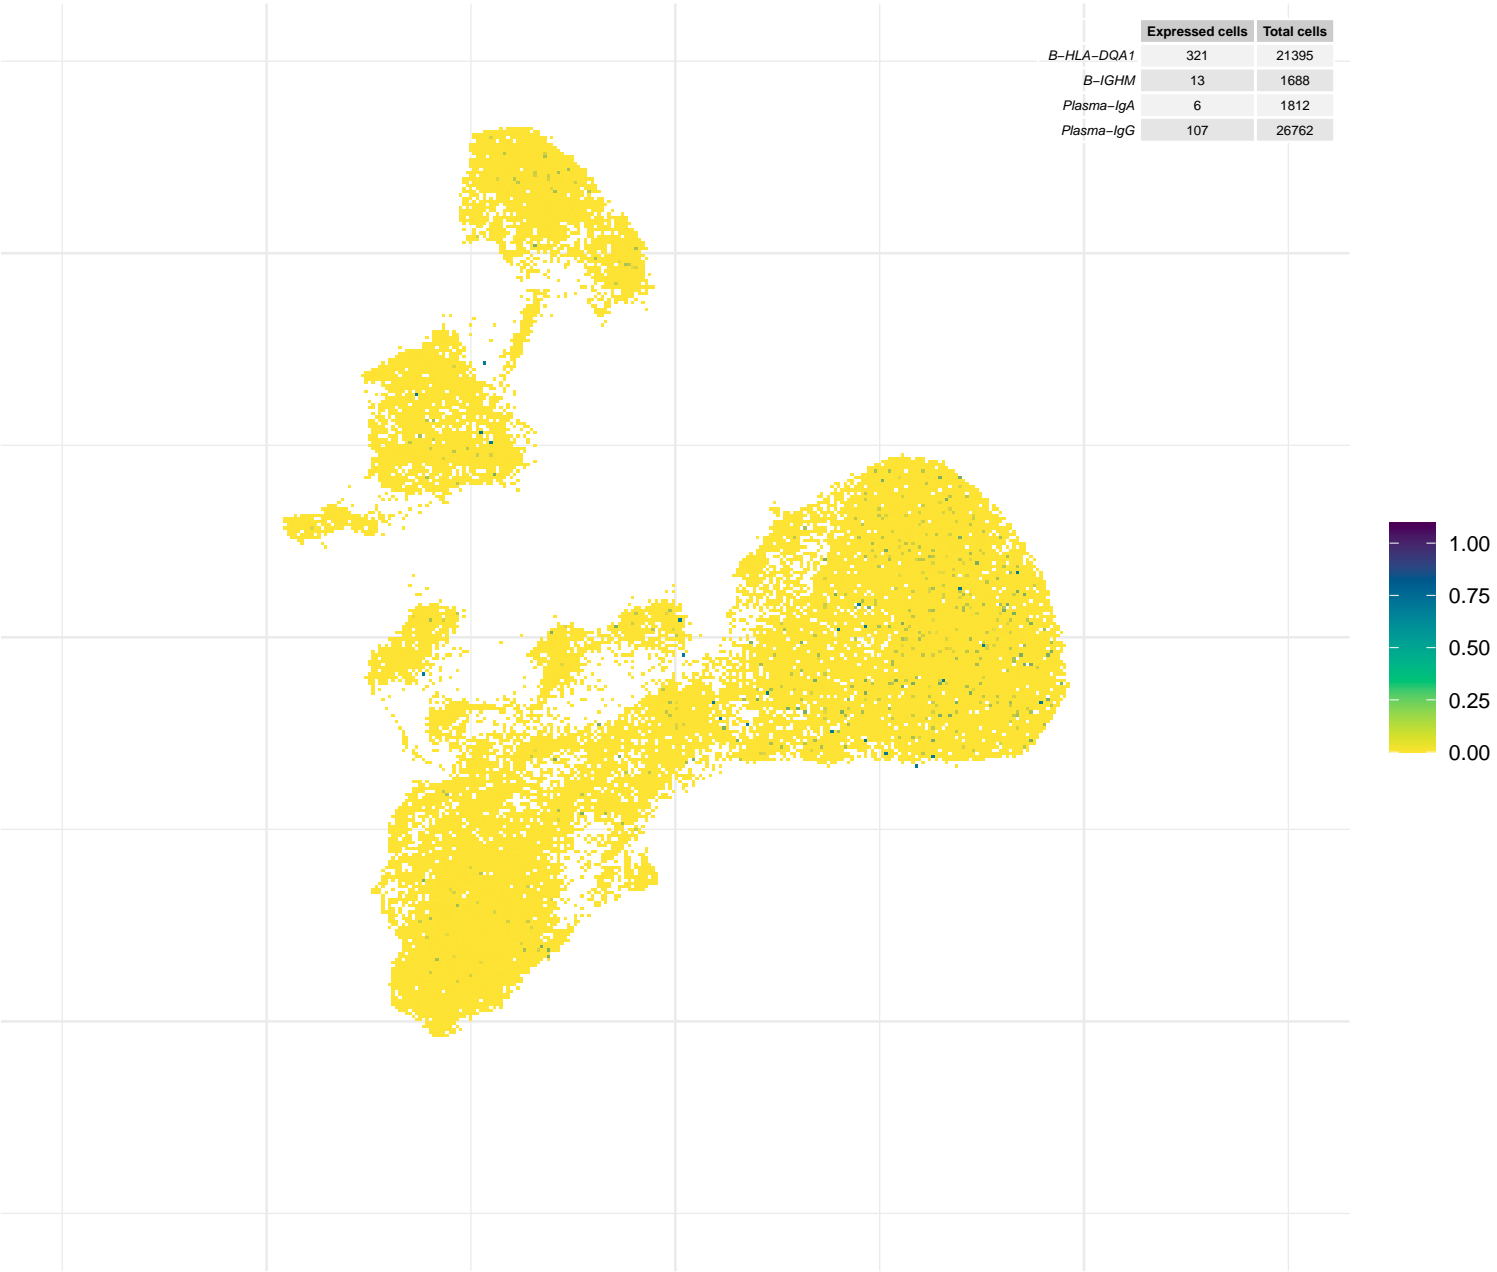 Expressed cells Total cells
B−HLA−DQA1 321 21395
B−IGHM 13 1688
Plasma−IgA 6 1812
Plasma−IgG 107 26762
1.00
0.75
0.50
0.25
0.00